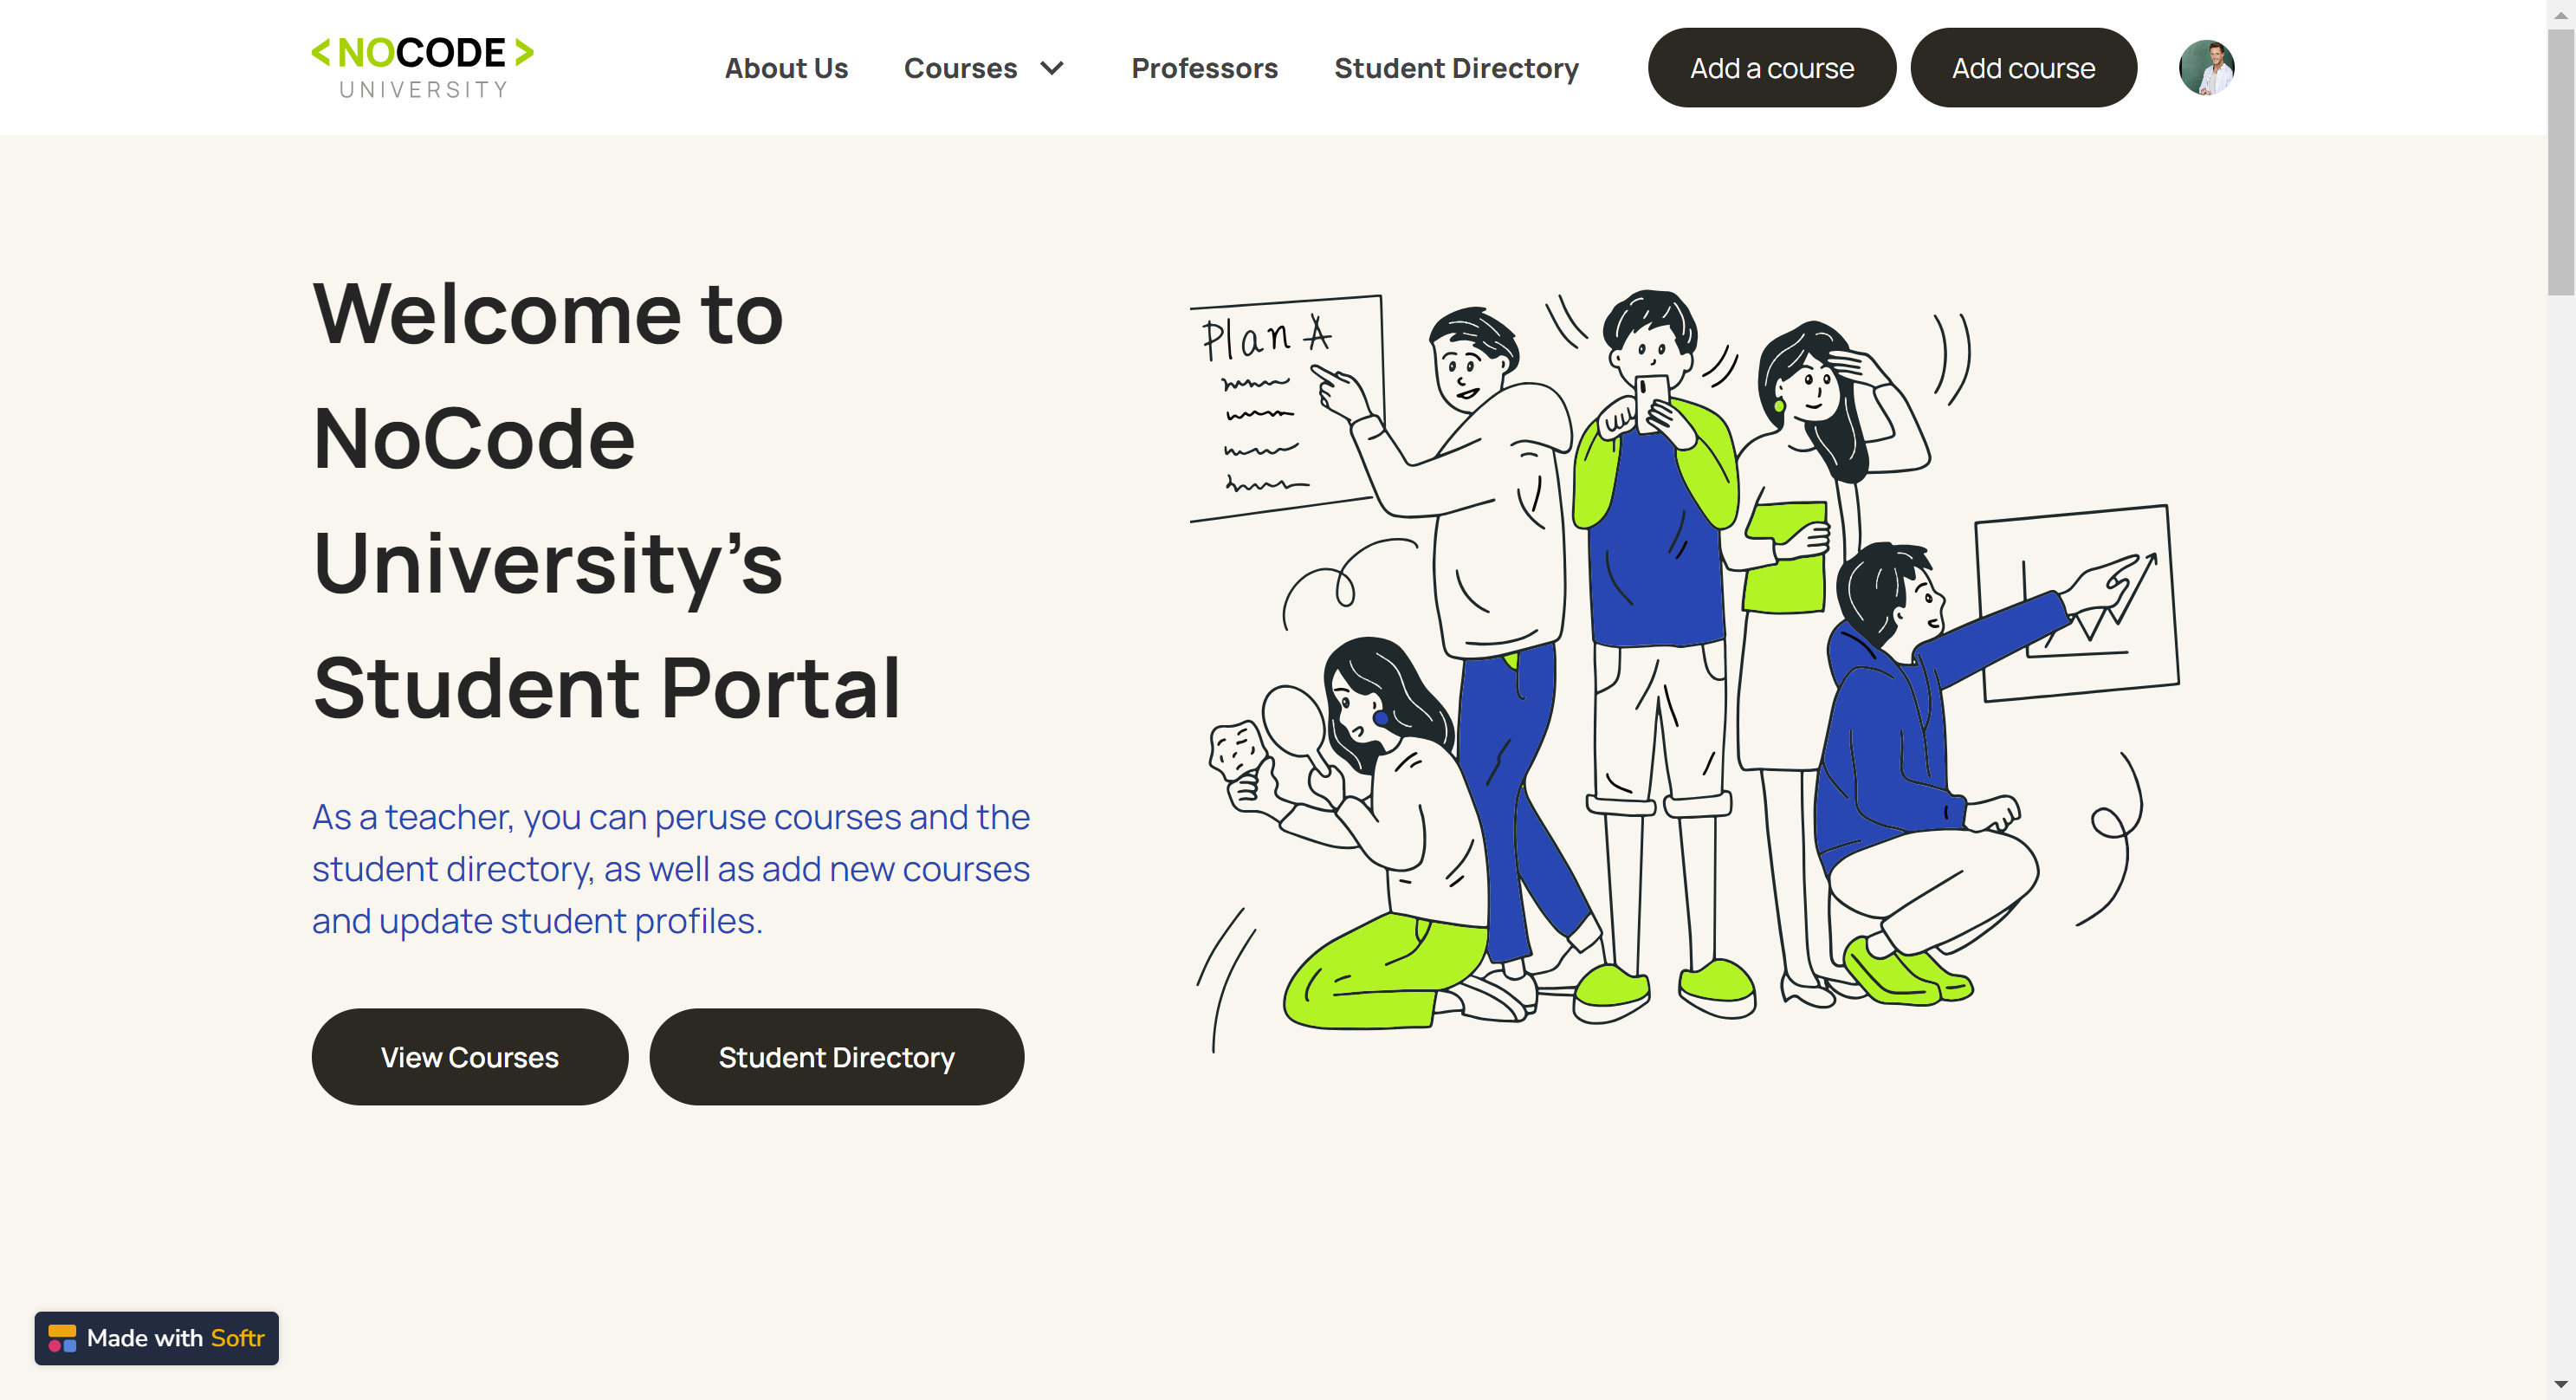 <NOCODE>
UNIVERSITY
About Us
Courses
Professors
Student Directory
Add a course
Add course
Welcome to
NoCode
University’s
Student Portal
As a teacher, you can peruse courses and the
student directory, as well as add new courses
and update student profiles.
View Courses
Student Directory
Plan A
Made with Softr